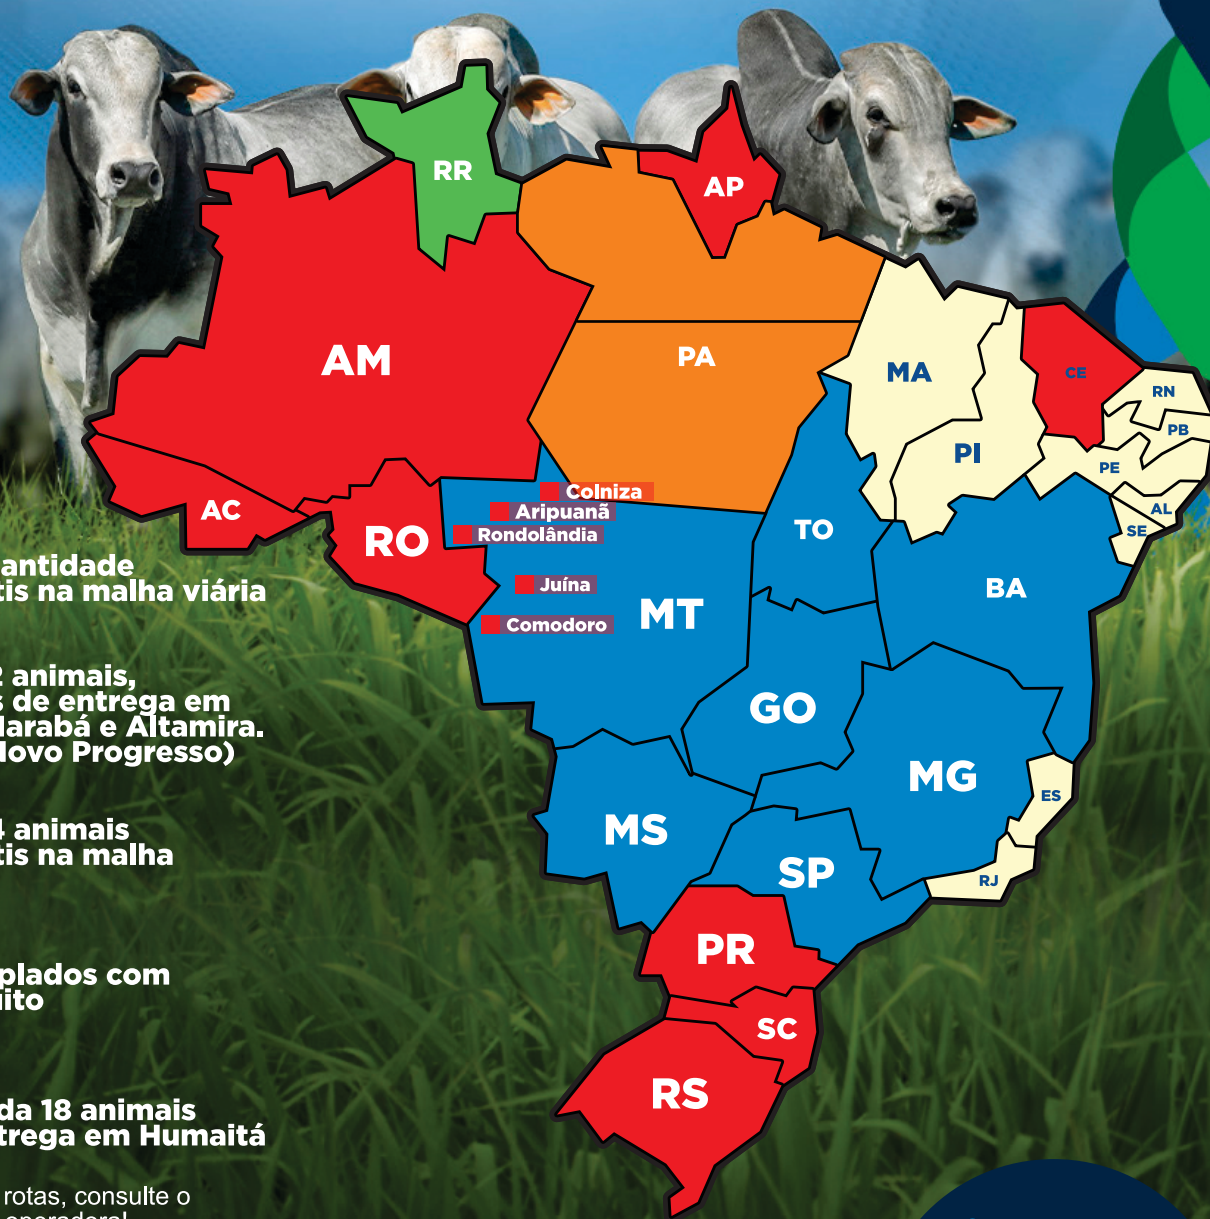 RR
AP
AM
PA
MA
CE
RN
PB
PI
PE
AL
SE
AC
RO
Colniza
Aripuanã
Rondolândia
Juína
Comodoro
MT
TO
BA
GO
MG
ES
MS
SP
RJ
PR
SC
RS
antidade
tis na malha viária
animais,
s de entrega em
Marabá e Altamira.
Novo Progresso)
4 animais
tis na malha
plados com
ito
da 18 animais
trega em Humaitá
rotas, consulte o